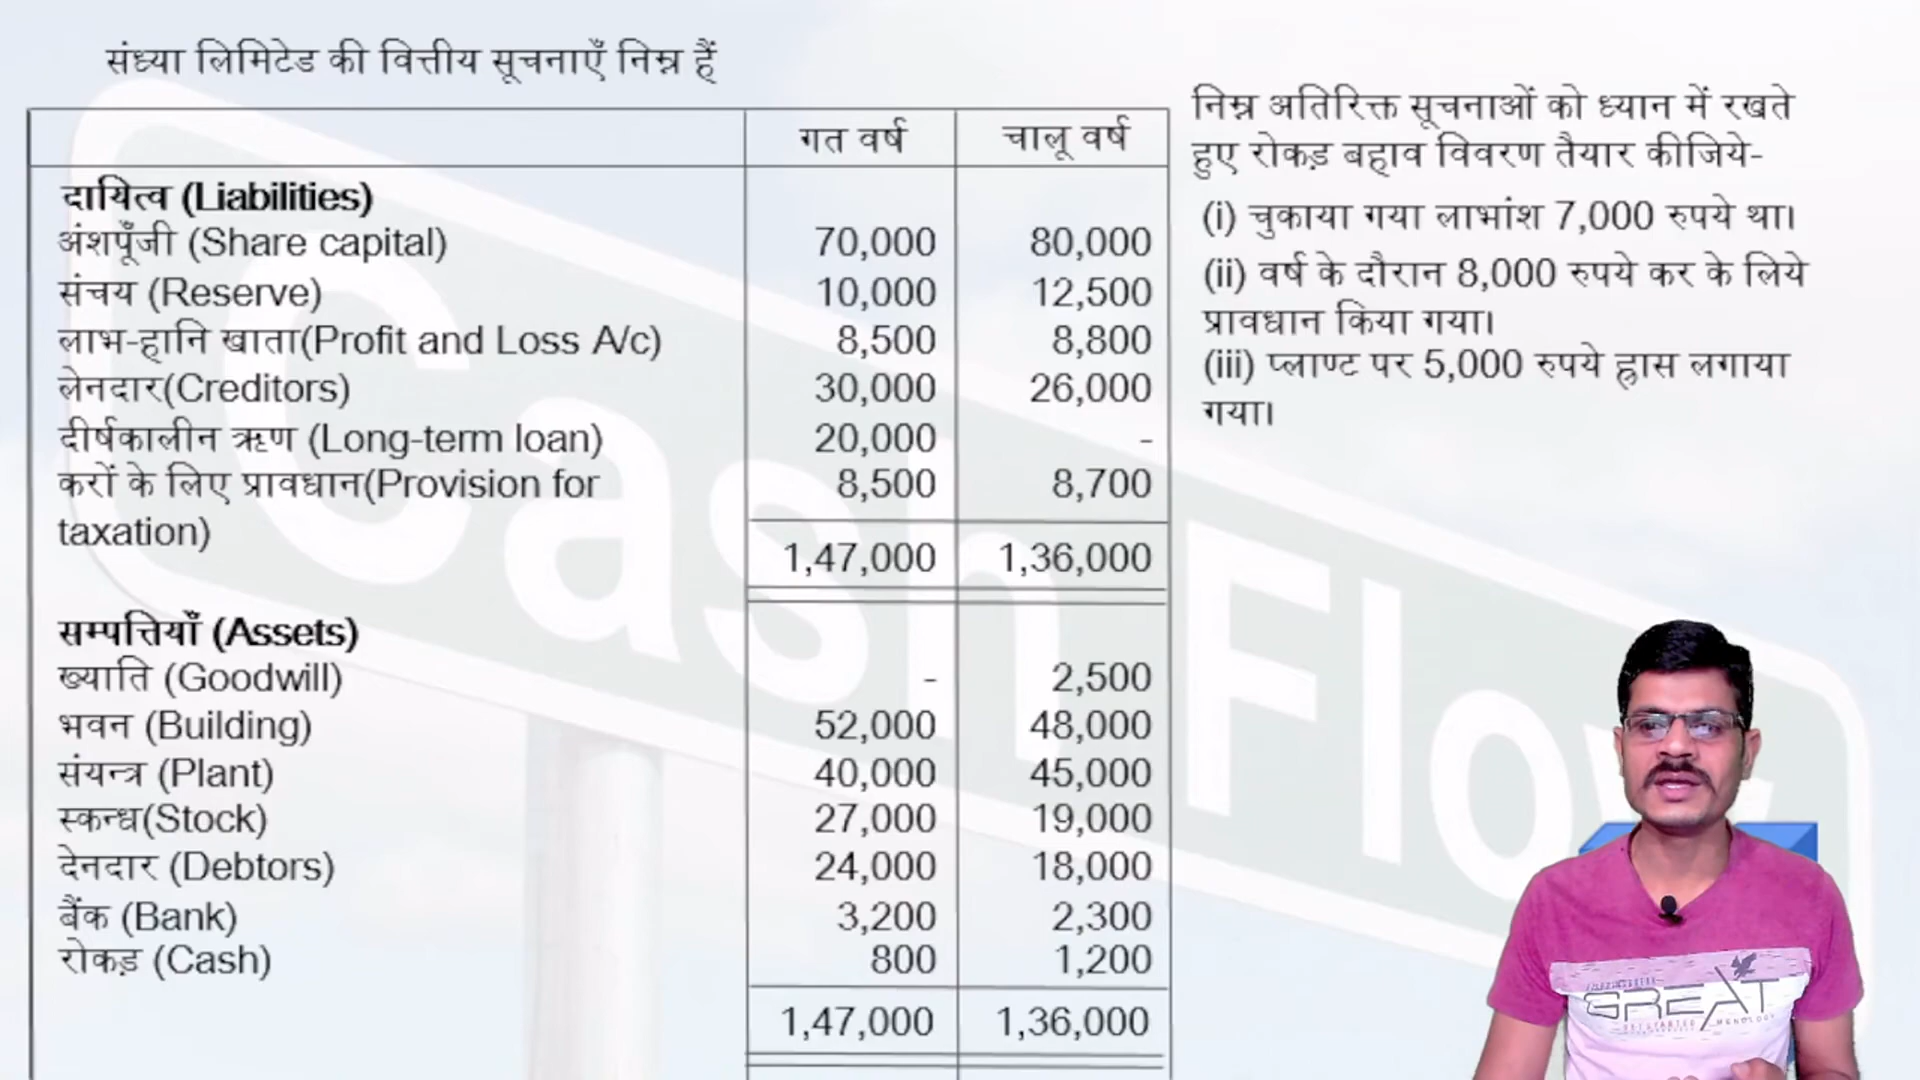 संध्या लिमिटेड की वित्तीय सूचनाएँ निम्न हैं
गत वर्ष चालू वर्ष
दायित्व (Liabilities)
अंशपूँजी (Share capital) 70,000 80,000
संचय (Reserve) 10,000 12,500
लाभ-हानि खाता(Profit and Loss A/c) 8,500 8,800
लेनदार(Creditors) 30,000 26,000
दीर्षकालीन ऋण (Long-term loan) 20,000 -
करों के लिए प्रावधान(Provision for 8,500 8,700
taxation)
1,47,000 1,36,000
सम्पत्तियाँ (Assets)
ख्याति (Goodwill) - 2,500
भवन (Building) 52,000 48,000
संयन्त्र (Plant) 40,000 45,000
स्कन्ध(Stock) 27,000 19,000
देनदार (Debtors) 24,000 18,000
बैंक (Bank) 3,200 2,300
रोकड़ (Cash) 800 1,200
1,47,000 1,36,000
निम्न अतिरिक्त सूचनाओं को ध्यान में रखते
हुए रोकड़ बहाव विवरण तैयार कीजिये-
(i) चुकाया गया लाभांश 7,000 रुपये था।
(ii) वर्ष के दौरान 8,000 रुपये कर के लिये
प्रावधान किया गया।
(iii) प्लाण्ट पर 5,000 रुपये ह्रास लगाया
गया।
Cash Flow
GREAT